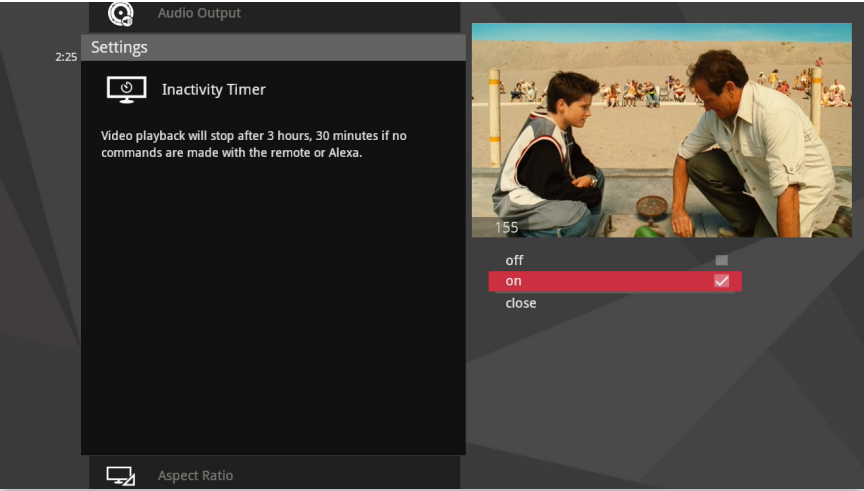 Audio Output
2:25
Settings
Inactivity Timer
Video playback will stop after 3 hours, 30 minutes if no
commands are made with the remote or Alexa.
155
off
on
close
Aspect Ratio